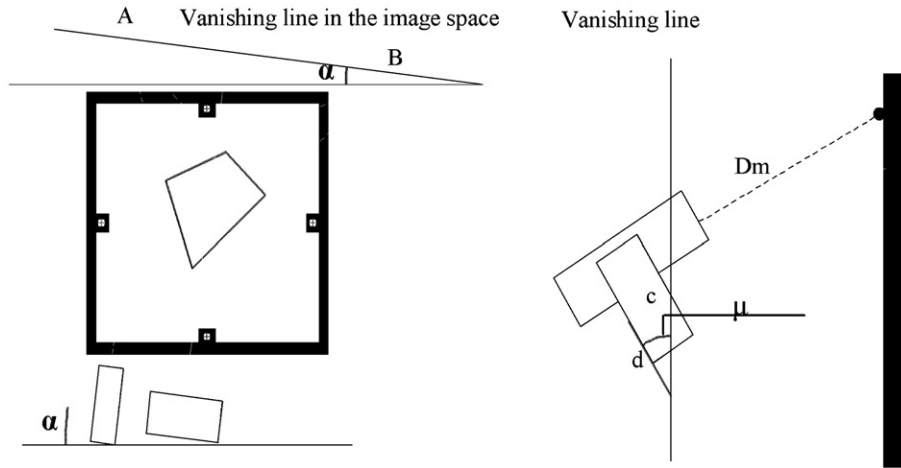 A
Vanishing line in the image space
B
α
α
Vanishing line
Dm
c
μ
d